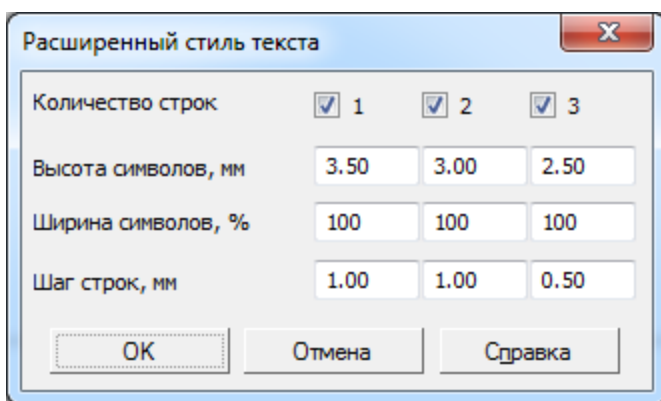 Расширенный стиль текста
Количество строк 1 2 3
Высота символов, мм 3.50 3.00 2.50
Ширина символов, % 100 100 100
Шаг строк, мм 1.00 1.00 0.50
OK Отмена Справка